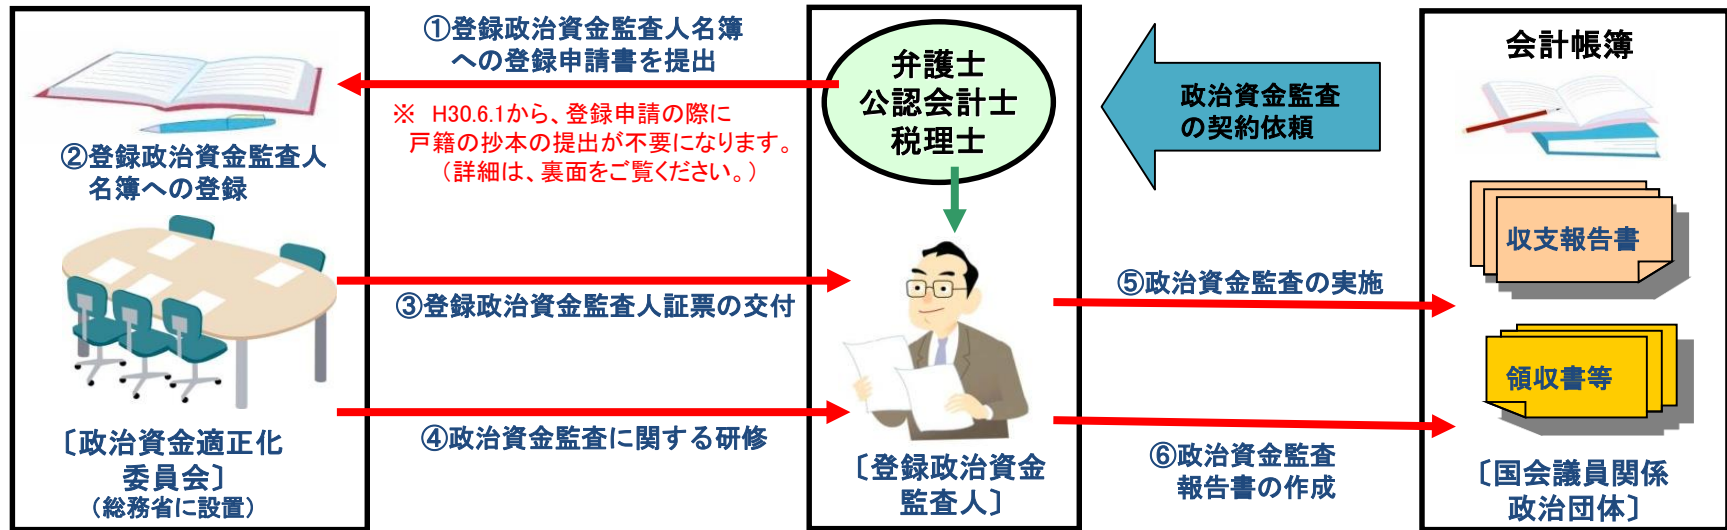 ①登録政治資金監査人名簿
への登録申請書を提出
※ H30.6.1から、登録申請の際に
戸籍の抄本の提出が不要になります。
（詳細は、裏面をご覧ください。）
②登録政治資金監査人
名簿への登録
③登録政治資金監査人証票の交付
④政治資金監査に関する研修
〔政治資金適正化
委員会〕
（総務省に設置）
弁護士
公認会計士
税理士
〔登録政治資金
監査人〕
政治資金監査
の契約依頼
⑤政治資金監査の実施
⑥政治資金監査
報告書の作成
会計帳簿
収支報告書
領収書等
〔国会議員関係
政治団体〕